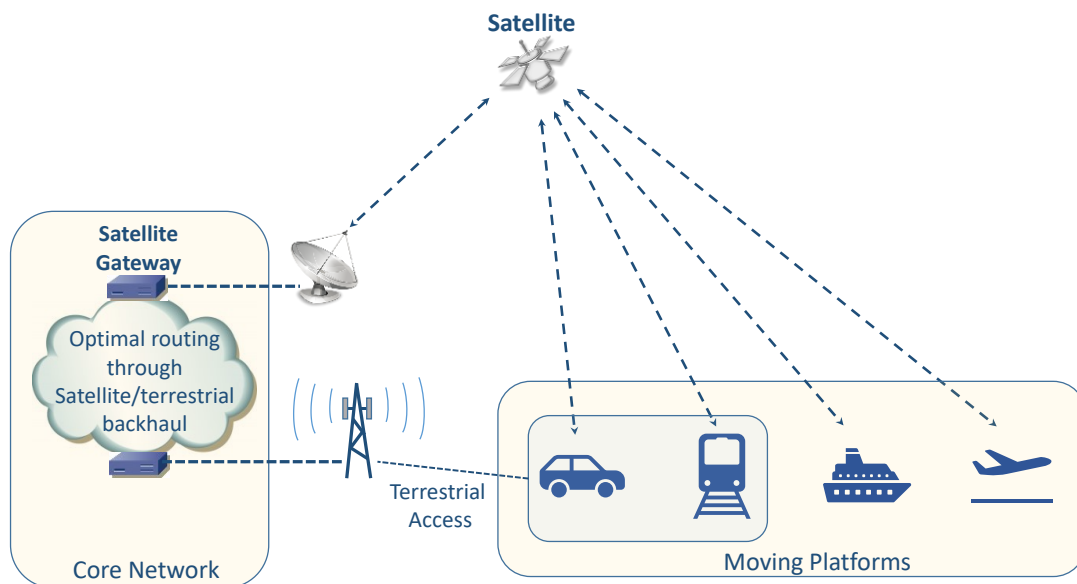 Satellite
Satellite
Gateway
Optimal routing
through
Satellite/terrestrial
backhaul
Terrestrial
Access
Core Network
Moving Platforms